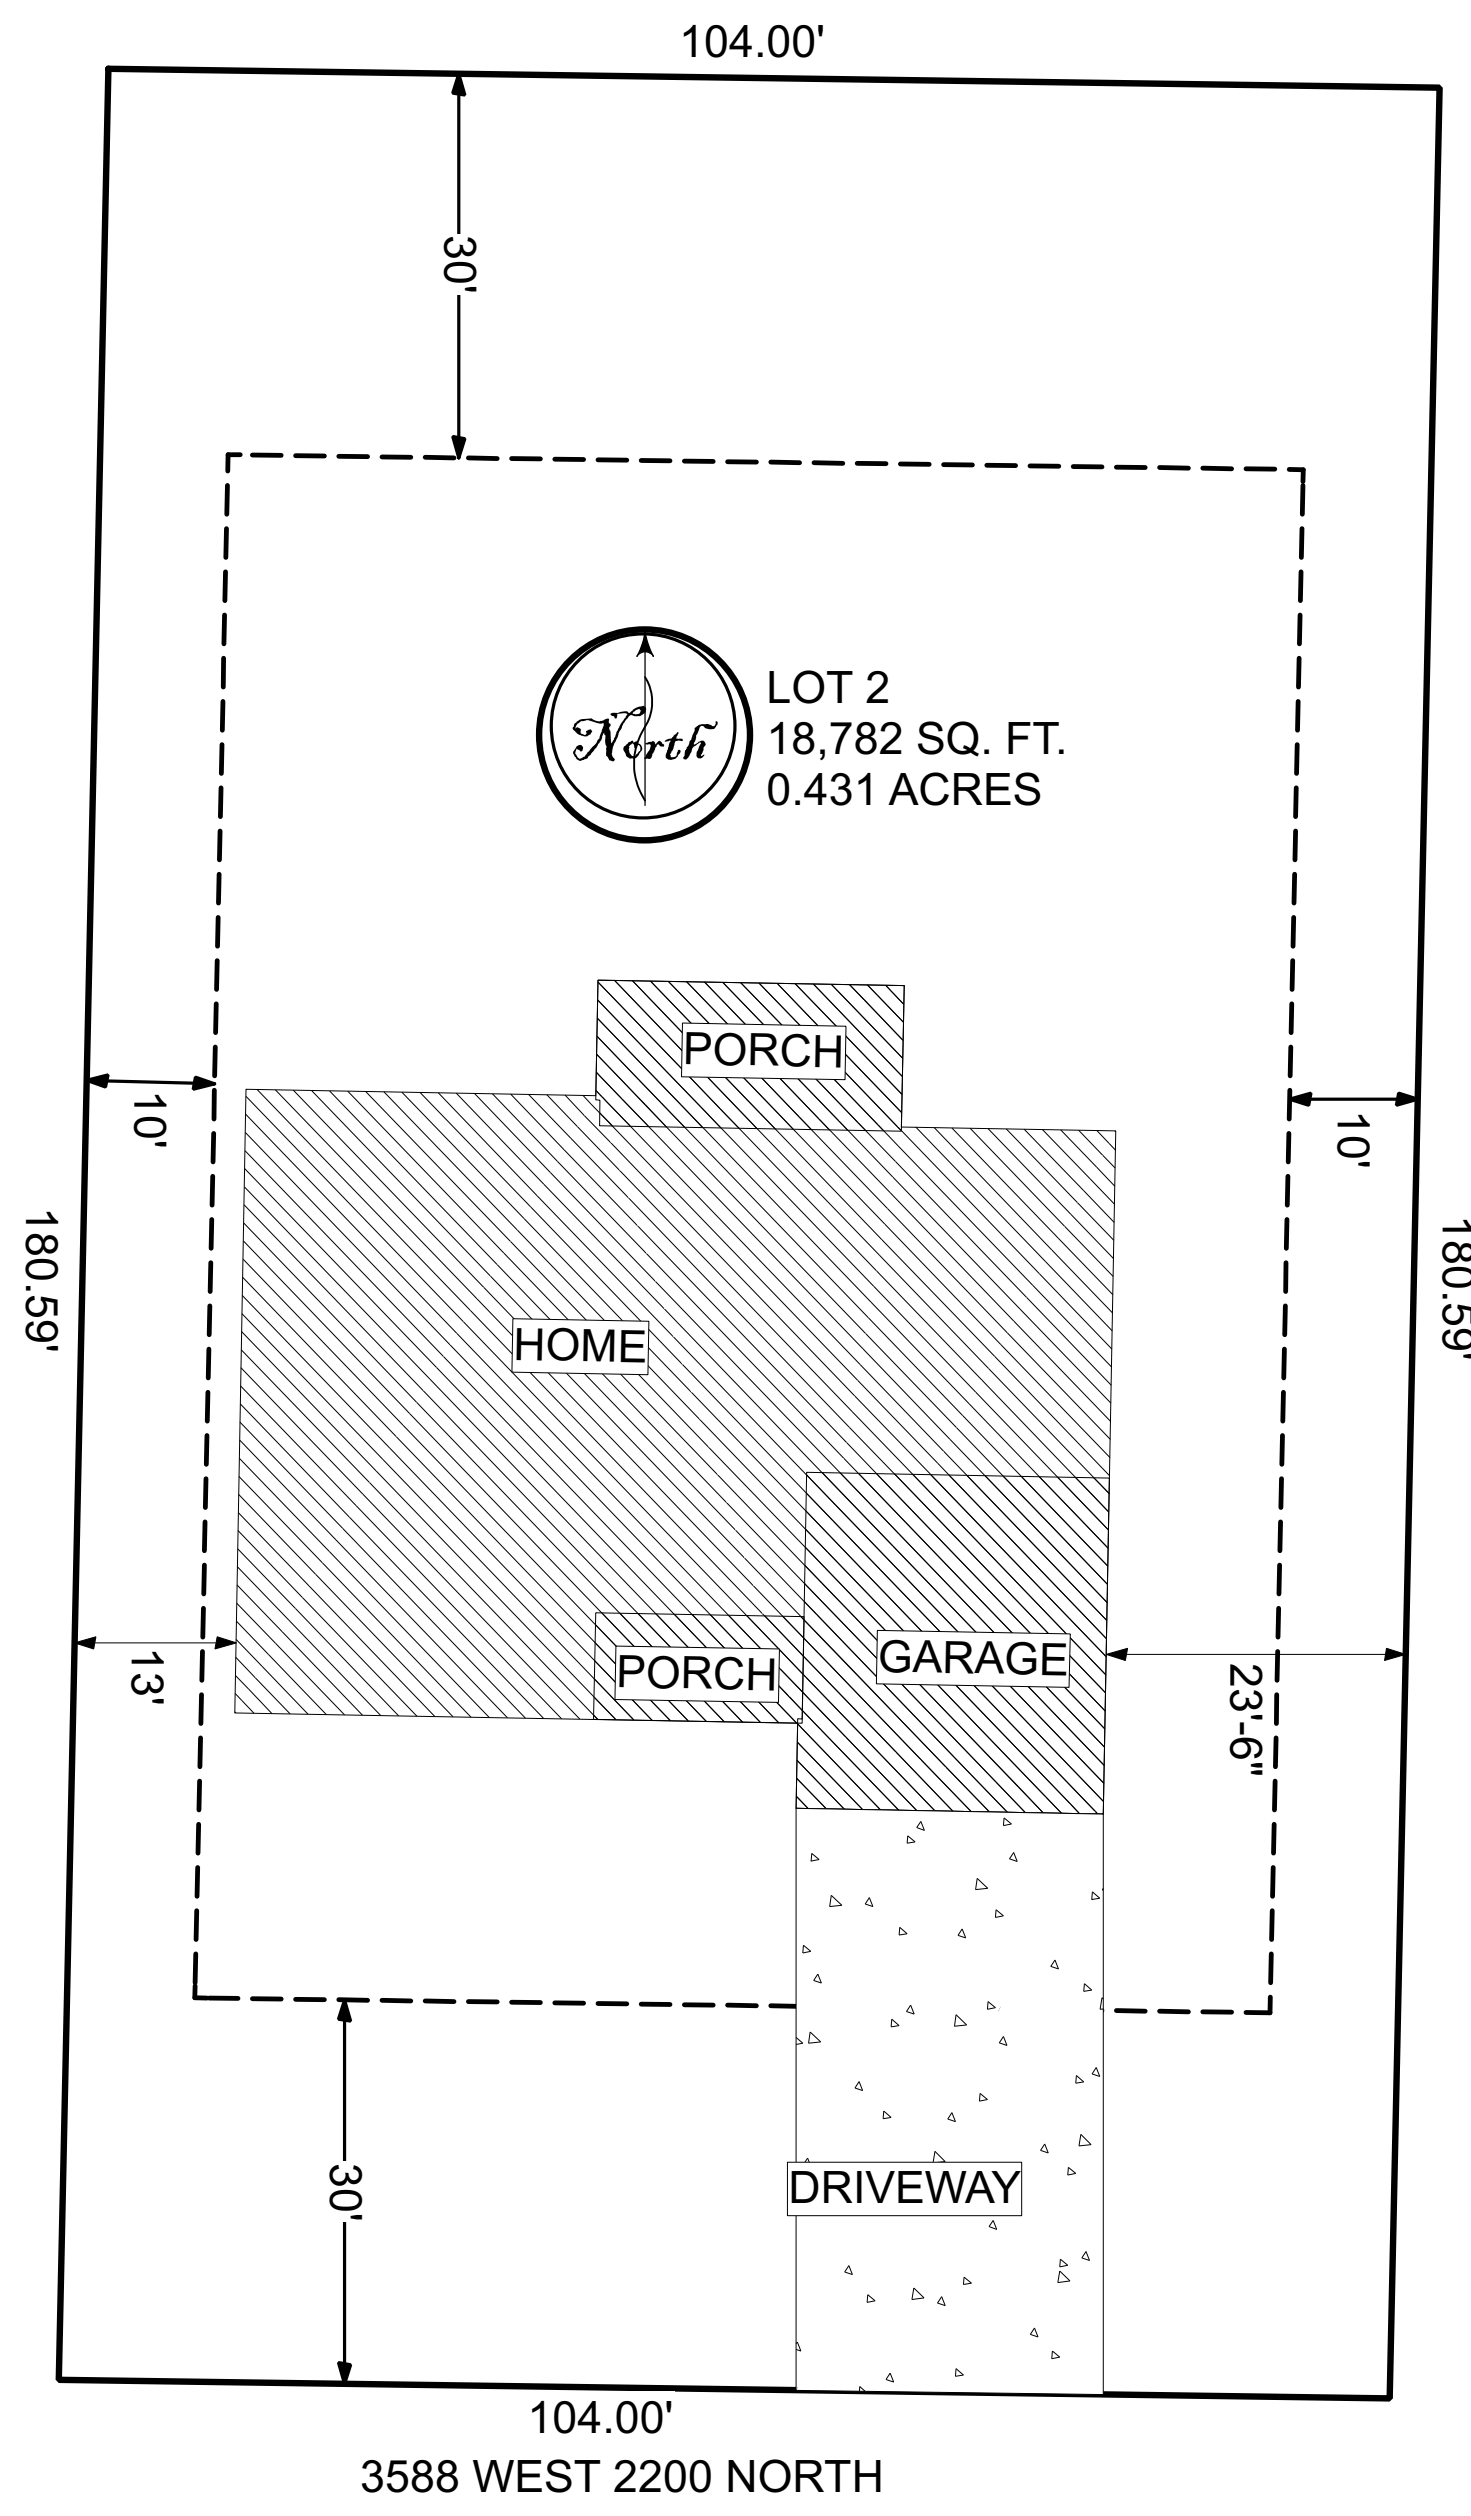 104.00'
30'
North
LOT 2
18,782 SQ. FT.
0.431 ACRES
PORCH
10'
10'
180.59'
180.59'
HOME
PORCH
GARAGE
13'
23'-6"
30'
DRIVEWAY
104.00'
3588 WEST 2200 NORTH